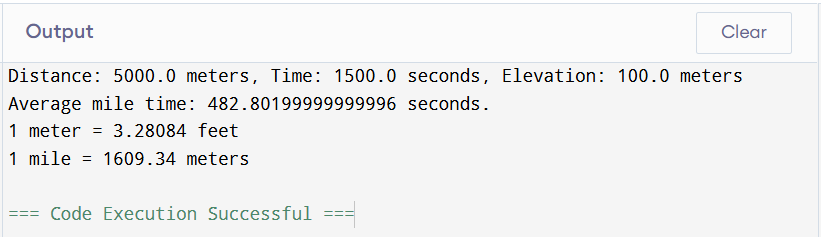 Output
Clear
Distance: 5000.0 meters, Time: 1500.0 seconds, Elevation: 100.0 meters
Average mile time: 482.80199999999996 seconds.
1 meter = 3.28084 feet
1 mile = 1609.34 meters
=== Code Execution Successful ===